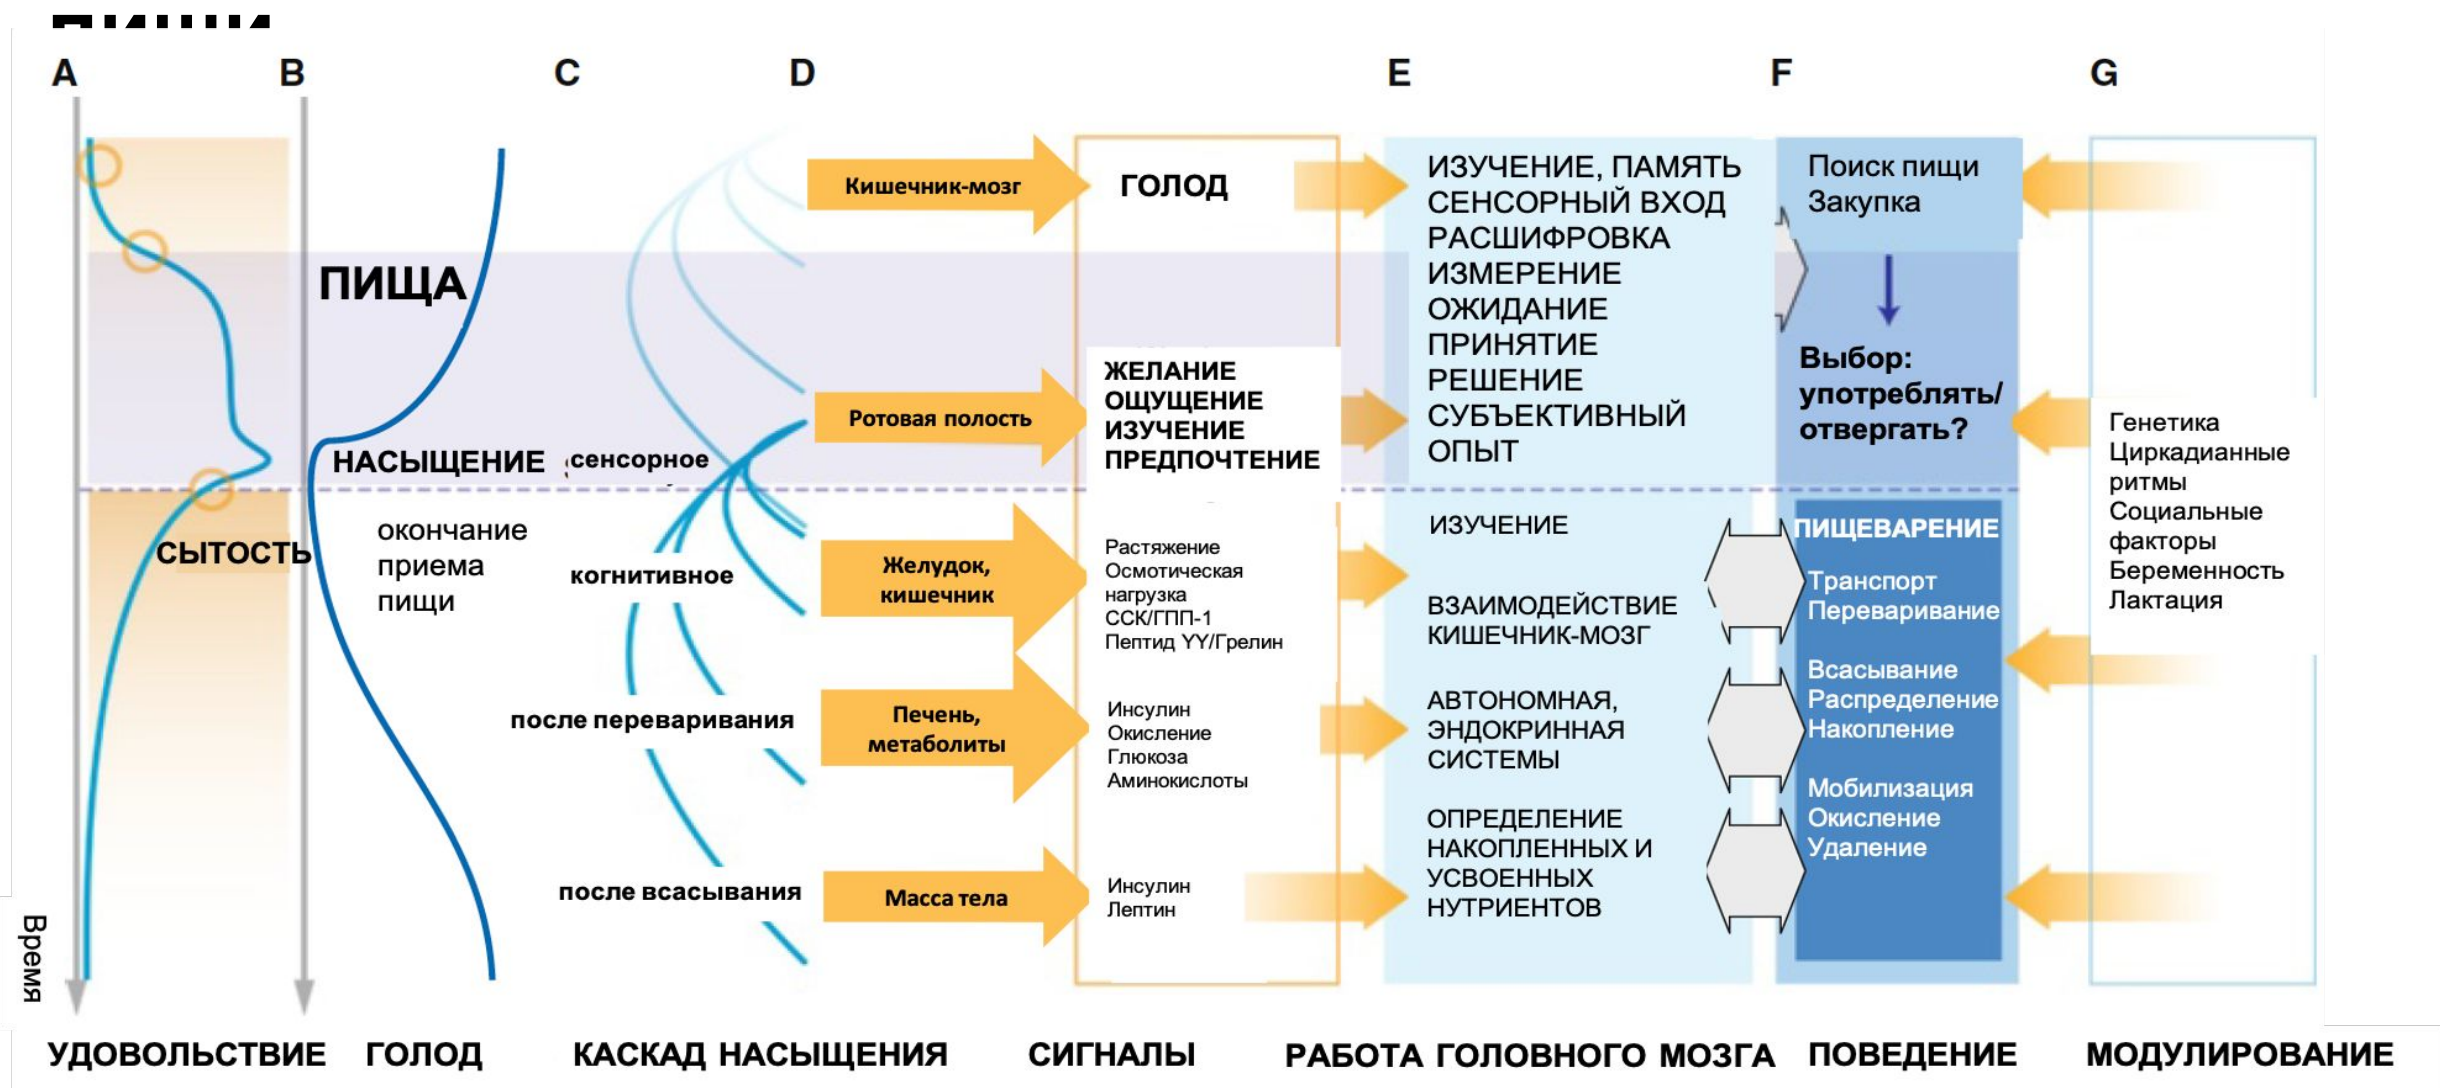 A
B
C
D
E
F
G
Кишечник-мозг
ГОЛОД
ИЗУЧЕНИЕ, ПАМЯТЬ
СЕНСОРНЫЙ ВХОД
РАСШИФРОВКА
ИЗМЕРЕНИЕ
ОЖИДАНИЕ
ПРИНЯТИЕ
РЕШЕНИЕ
СУБЪЕКТИВНЫЙ
ОПЫТ
Поиск пищи
Закупка
ПИЩА
Выбор:
употреблять/
отвергать?
Ротовая полость
ЖЕЛАНИЕ
ОЩУЩЕНИЕ
ИЗУЧЕНИЕ
ПРЕДПОЧТЕНИЕ
НАСЫЩЕНИЕ
сенсорное
Генетика
Циркадианные
ритмы
Социальные
факторы
Беременность
Лактация
СЫТОСТЬ
окончание
приема
пищи
когнитивное
Желудок,
кишечник
Растяжение
Осмотическая
нагрузка
ССК/ГПП-1
Пептид YY/Грелин
ИЗУЧЕНИЕ
ВЗАИМОДЕЙСТВИЕ
КИШЕЧНИК-МОЗГ
ПИЩЕВАРЕНИЕ
Транспорт
Переваривание
Всасывание
Распределение
Накопление
Мобилизация
Окисление
Удаление
после переваривания
Печень,
метаболиты
Инсулин
Окисление
Глюкоза
Аминокислоты
АВТОНОМНАЯ,
ЭНДОКРИННАЯ
СИСТЕМЫ
после всасывания
Масса тела
Инсулин
Лептин
ОПРЕДЕЛЕНИЕ
НАКОПЛЕННЫХ И
УСВОЕННЫХ
НУТРИЕНТОВ
Время
УДОВОЛЬСТВИЕ
ГОЛОД
КАСКАД НАСЫЩЕНИЯ
СИГНАЛЫ
РАБОТА ГОЛОВНОГО МОЗГА
ПОВЕДЕНИЕ
МОДУЛИРОВАНИЕ